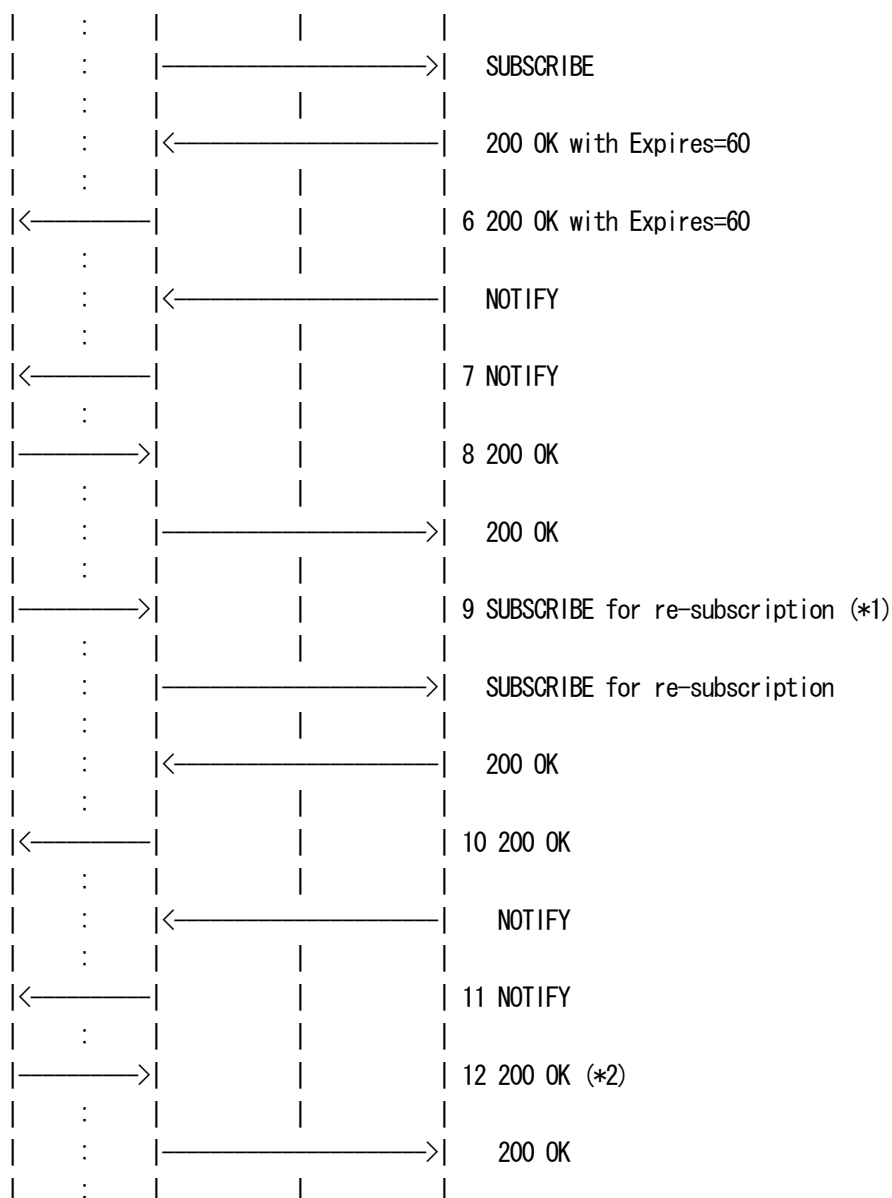 SUBSCRIBE
200 OK with Expires=60
6 200 OK with Expires=60
NOTIFY
7 NOTIFY
8 200 OK
200 OK
9 SUBSCRIBE for re-subscription (*1)
SUBSCRIBE for re-subscription
200 OK
10 200 OK
NOTIFY
11 NOTIFY
12 200 OK (*2)
200 OK